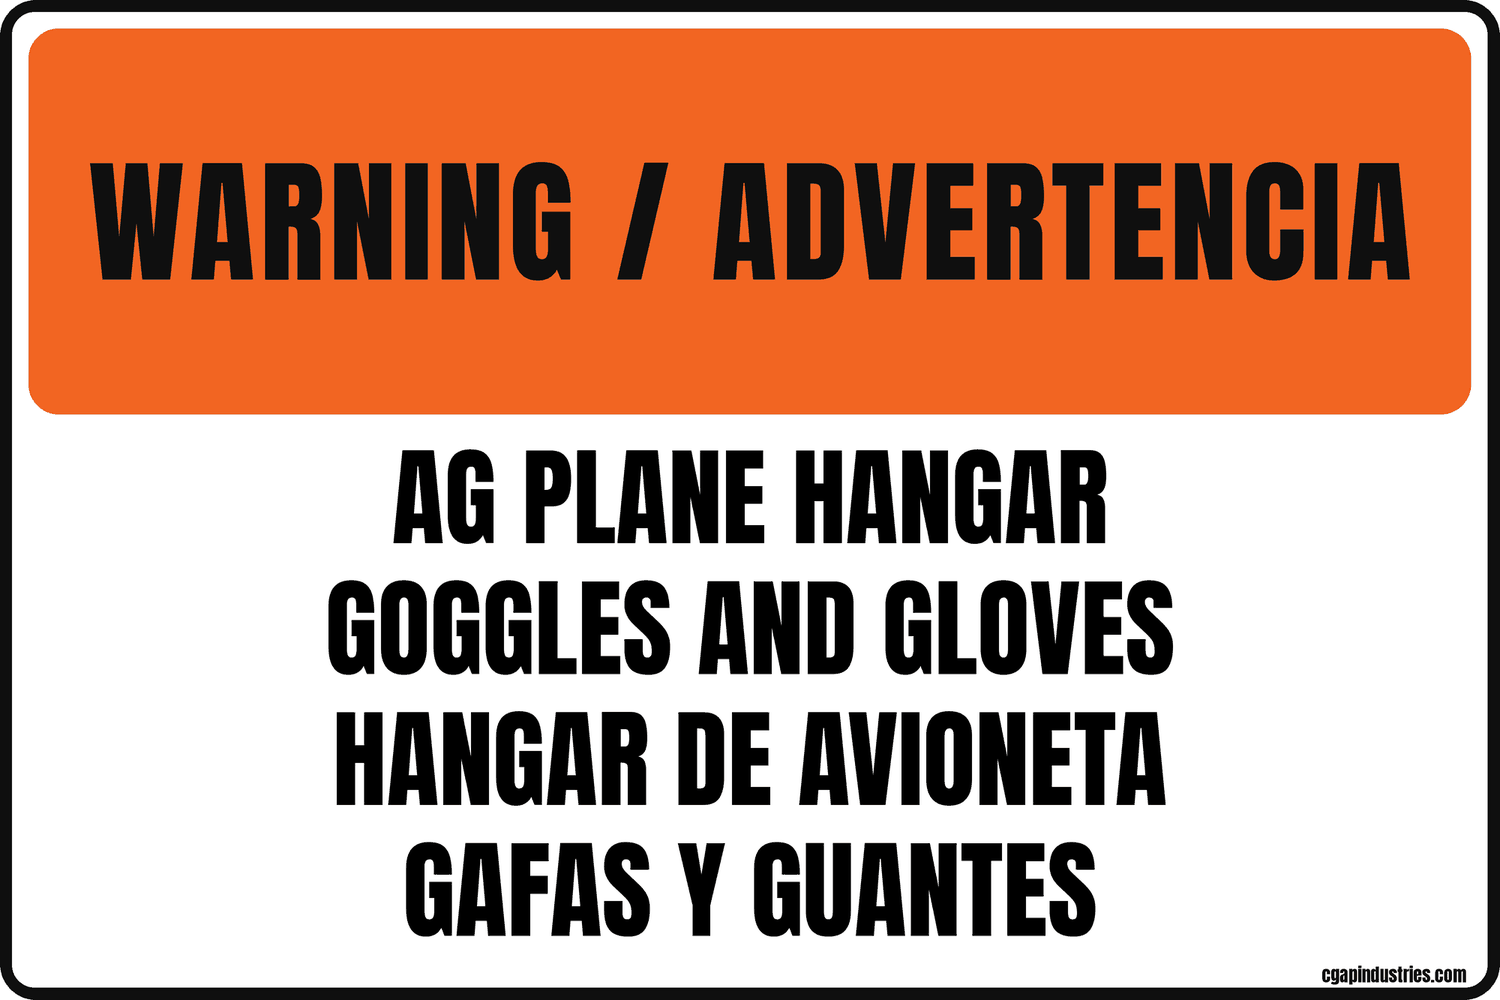 WARNING / ADVERTENCIA
AG PLANE HANGAR
GOGGLES AND GLOVES
HANGAR DE AVIONETA
GAFAS Y GUANTES
cgapindustries.com